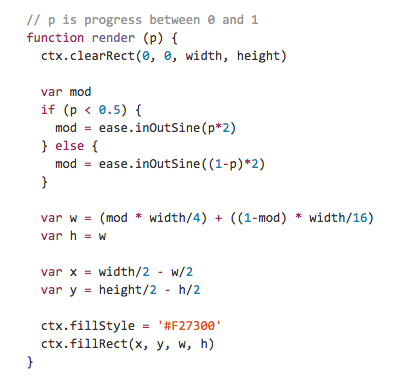 // p is progress between 0 and 1
function render (p) {
  ctx.clearRect(0, 0, width, height)

  var mod
  if (p < 0.5) {
    mod = ease.inOutSine(p*2)
  } else {
    mod = ease.inOutSine((1-p)*2)
  }

  var w = (mod * width/4) + ((1-mod) * width/16)
  var h = w

  var x = width/2 - w/2
  var y = height/2 - h/2

  ctx.fillStyle = '#F27300'
  ctx.fillRect(x, y, w, h)
}